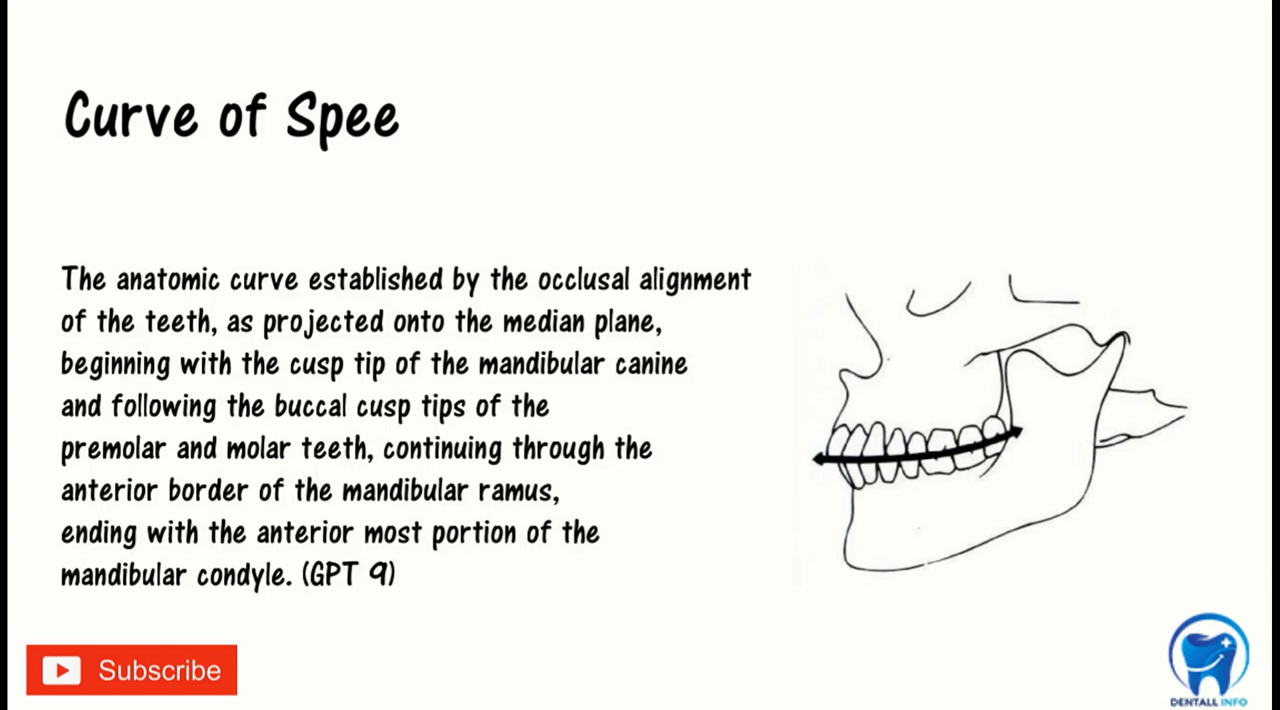 Curve of Spee
The anatomic curve established by the occlusal alignment
of the teeth, as projected onto the median plane,
beginning with the cusp tip of the mandibular canine
and following the buccal cusp tips of the
premolar and molar teeth, continuing through the
anterior border of the mandibular ramus,
ending with the anterior most portion of the
mandibular condyle. (GPT 9)
Subscribe
DENTALL INFO